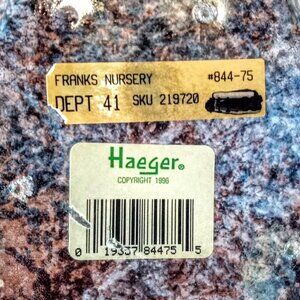 FRANKS NURSERY #844-75
DEPT 41 SKU 219720
Haeger®
COPYRIGHT 1996
0 19337 84475 5